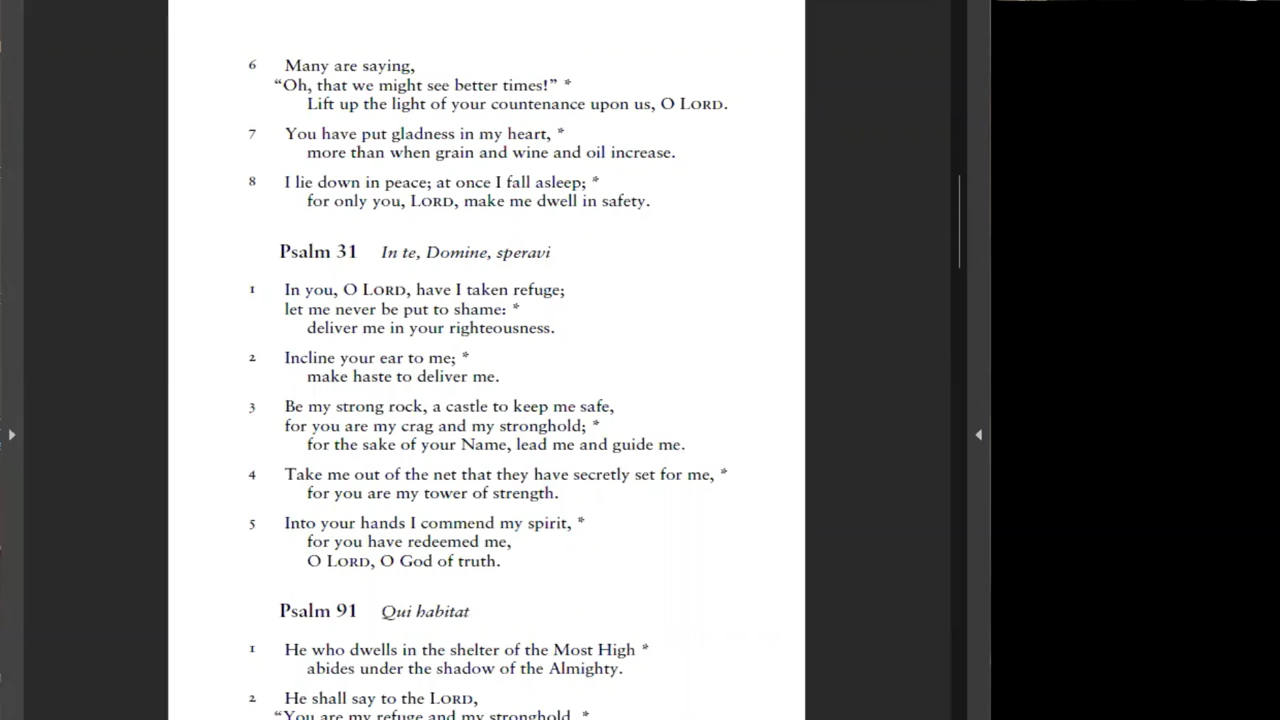 6 Many are saying,
“Oh, that we might see better times!” *
Lift up the light of your countenance upon us, O LORD.
7 You have put gladness in my heart, *
more than when grain and wine and oil increase.
8 I lie down in peace; at once I fall asleep; *
for only you, LORD, make me dwell in safety.
Psalm 31 In te, Domine, speravi
1 In you, O LORD, have I taken refuge;
let me never be put to shame: *
deliver me in your righteousness.
2 Incline your ear to me; *
make haste to deliver me.
3 Be my strong rock, a castle to keep me safe,
for you are my crag and my stronghold; *
for the sake of your Name, lead me and guide me.
4 Take me out of the net that they have secretly set for me, *
for you are my tower of strength.
5 Into your hands I commend my spirit, *
for you have redeemed me,
O LORD, O God of truth.
Psalm 91 Qui habitat
1 He who dwells in the shelter of the Most High *
abides under the shadow of the Almighty.
2 He shall say to the LORD,
“You are my refuge and my stronghold, *